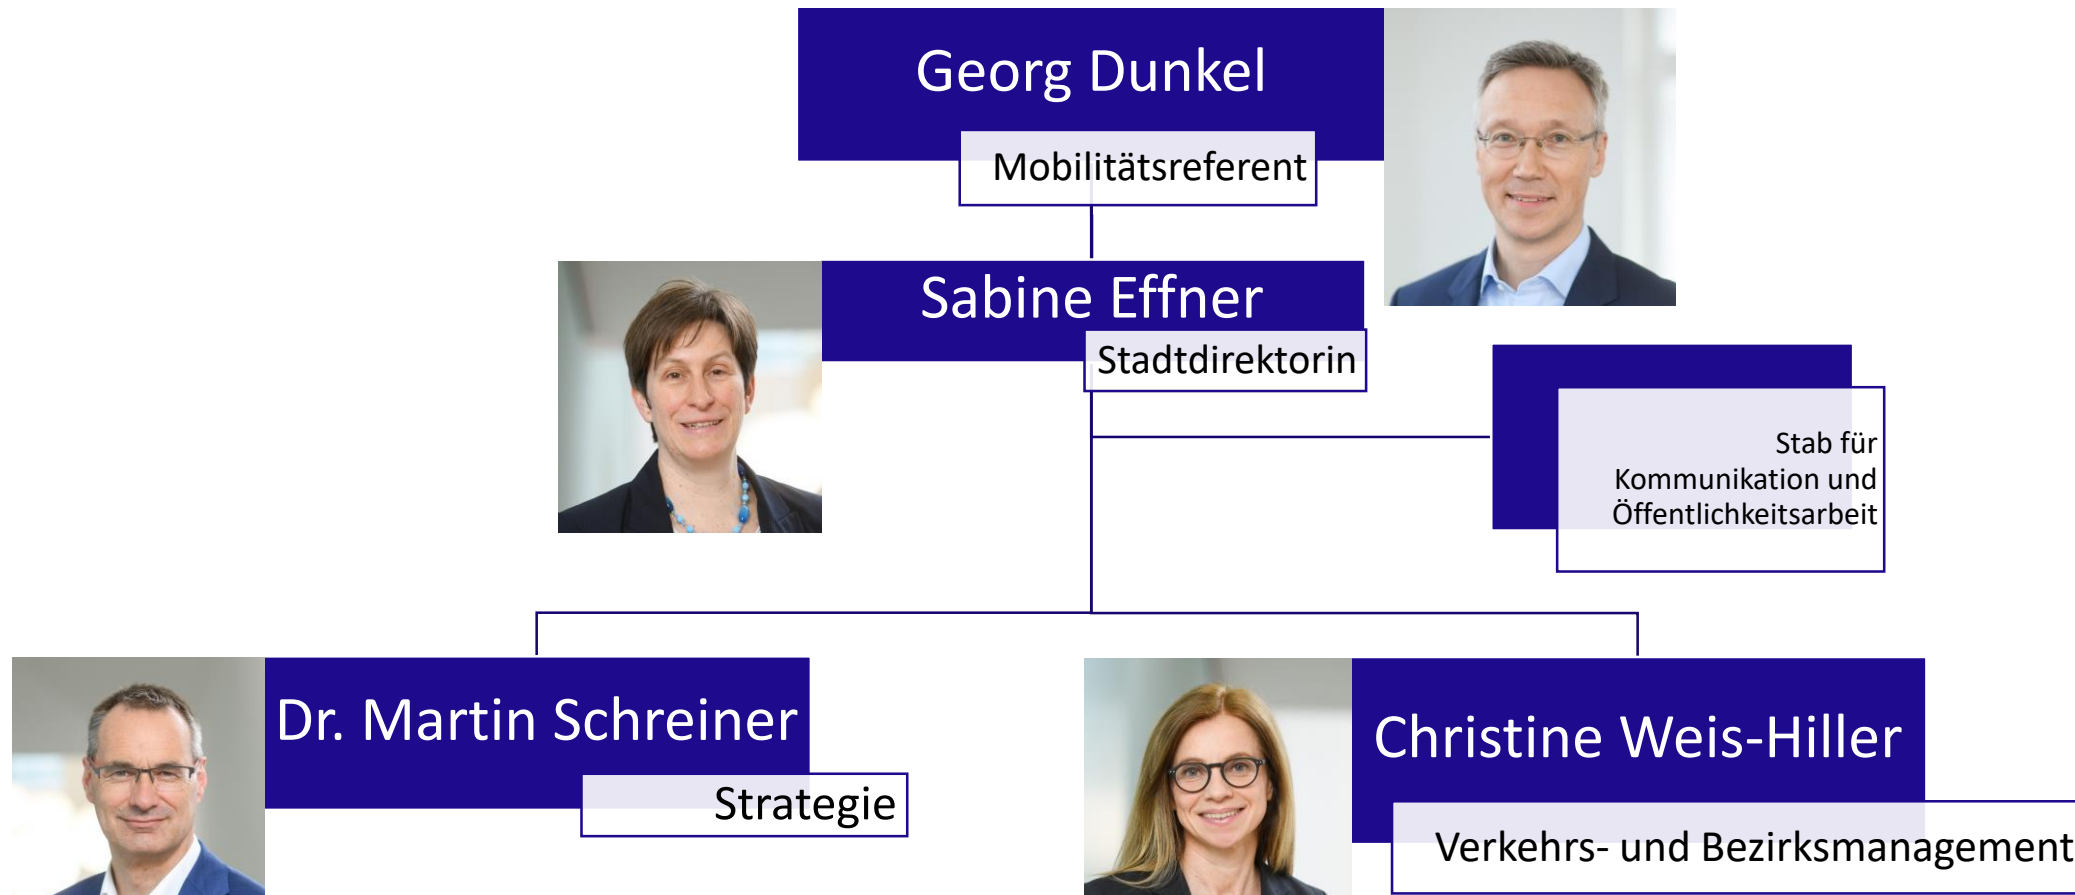 Georg Dunkel
Mobilitätsreferent
Sabine Effner
Stadtdirektorin
Stab für
Kommunikation und
Öffentlichkeitsarbeit
Dr. Martin Schreiner
Strategie
Christine Weis-Hiller
Verkehrs- und Bezirksmanagement